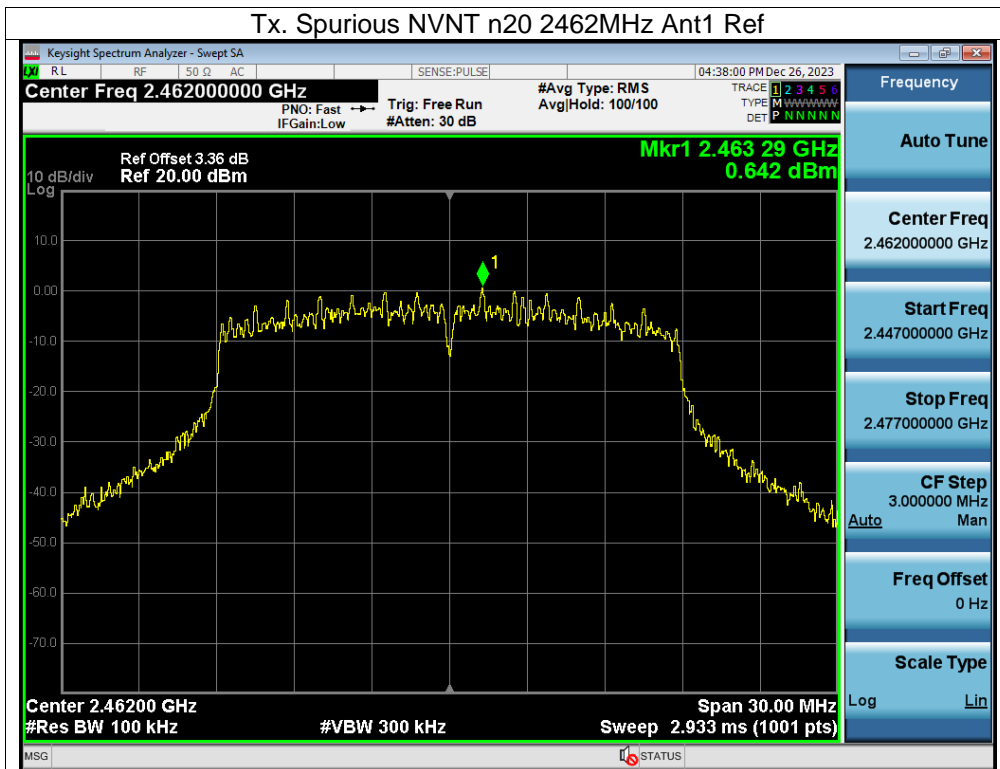 Tx. Spurious NVNT n20 2462MHz Ant1 Ref
Keysight Spectrum Analyzer - Swept SA
LXI RL RF 50 Ω AC SENSE:PULSE 04:38:00 PM Dec 26, 2023
Center Freq 2.462000000 GHz #Avg Type: RMS TRACE 1 2 3 4 5 6
PNO: Fast Trig: Free Run Avg|Hold: 100/100 TYPE M WWWWW
IFGain:Low #Atten: 30 dB DET P N N N N N
Mkr1 2.463 29 GHz
0.642 dBm
Ref Offset 3.36 dB
10 dB/div Ref 20.00 dBm
Log
10.0
0.00
-10.0
-20.0
-30.0
-40.0
-50.0
-60.0
-70.0
1
Center 2.46200 GHz Span 30.00 MHz
#Res BW 100 kHz #VBW 300 kHz Sweep 2.933 ms (1001 pts)
MSG STATUS
Frequency
Auto Tune
Center Freq
2.462000000 GHz
Start Freq
2.447000000 GHz
Stop Freq
2.477000000 GHz
CF Step
3.000000 MHz
Auto Man
Freq Offset
0 Hz
Scale Type
Log Lin